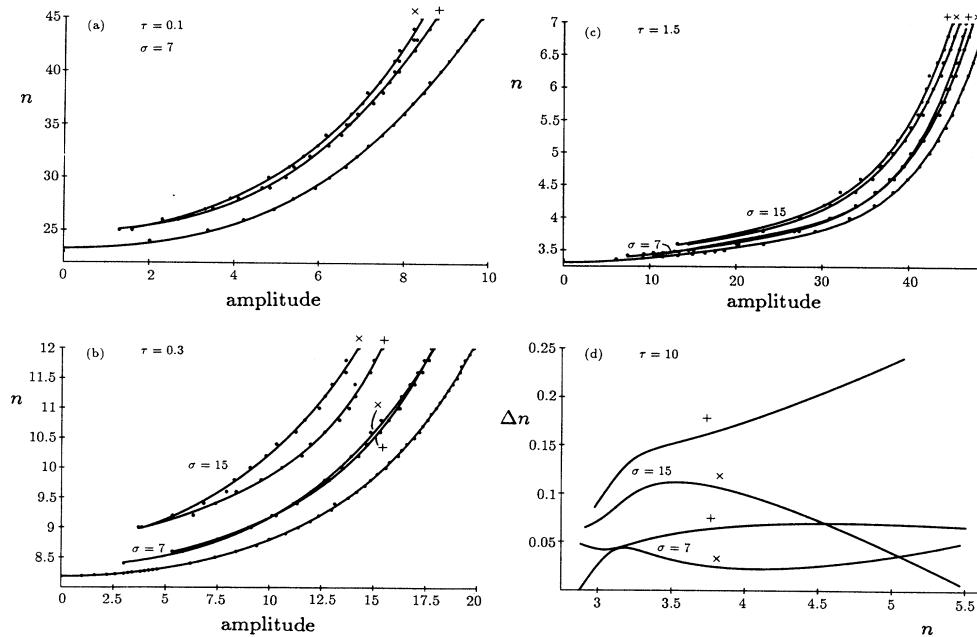 (a) τ = 0.1
σ = 7
× +
45
40
35
30
25
n
0 2 4 6 8 10
amplitude
(c) τ = 1.5
+ × + ×
7
6.5
6
5.5
5
4.5
4
3.5
n
σ = 15
σ = 7
0 10 20 30 40
amplitude
(b) τ = 0.3
× +
12
11.5
11
10.5
10
9.5
9
8.5
n
×
+
σ = 15
σ = 7
0 2.5 5 7.5 10 12.5 15 17.5 20
amplitude
(d) τ = 10
0.25
0.2
0.15
0.1
0.05
Δn
+
σ = 15 ×
+
σ = 7 ×
3 3.5 4 4.5 5 5.5
n